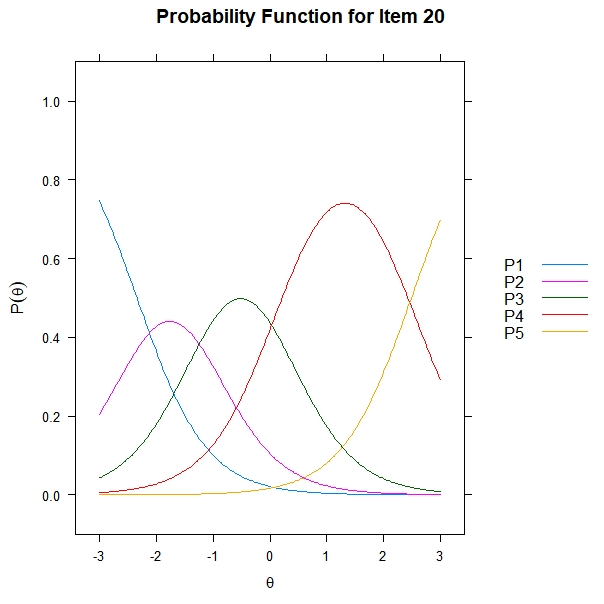 Probability Function for Item 20
1.0
0.8
0.6
0.4
0.2
0.0
P(θ)
-3 -2 -1 0 1 2 3
θ
P1
P2
P3
P4
P5